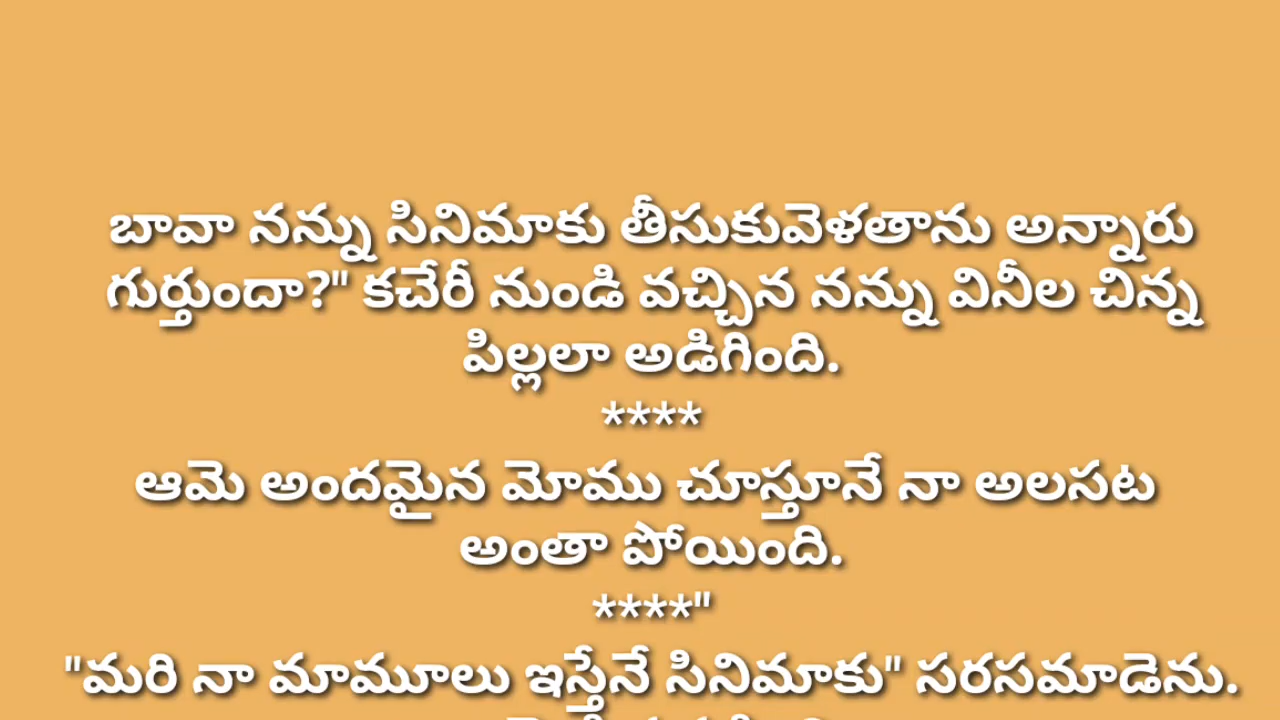 బావా నన్ను సినిమాకు తీసుకువెళతాను అన్నారు
గుర్తుందా?" కచేరీ నుండి వచ్చిన నన్ను వినీల చిన్న
పిల్లలా అడిగింది.
****
ఆమె అందమైన మోము చూస్తూనే నా అలసట
అంతా పోయింది.
****"
"మరి నా మామూలు ఇస్తేనే సినిమాకు" సరసమాడెను.